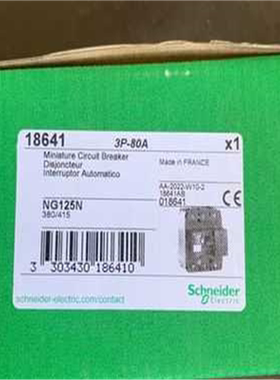 18641 3P-80A x1
Miniature Circuit Breaker
Disjoncteur
Interruptor Automatico
Made in FRANCE
NG125N
380/415
AA-2022-W10-2
18641AB
018641
CE
3 303430 186410
schneider-electric.com/contact
Schneider
Electric